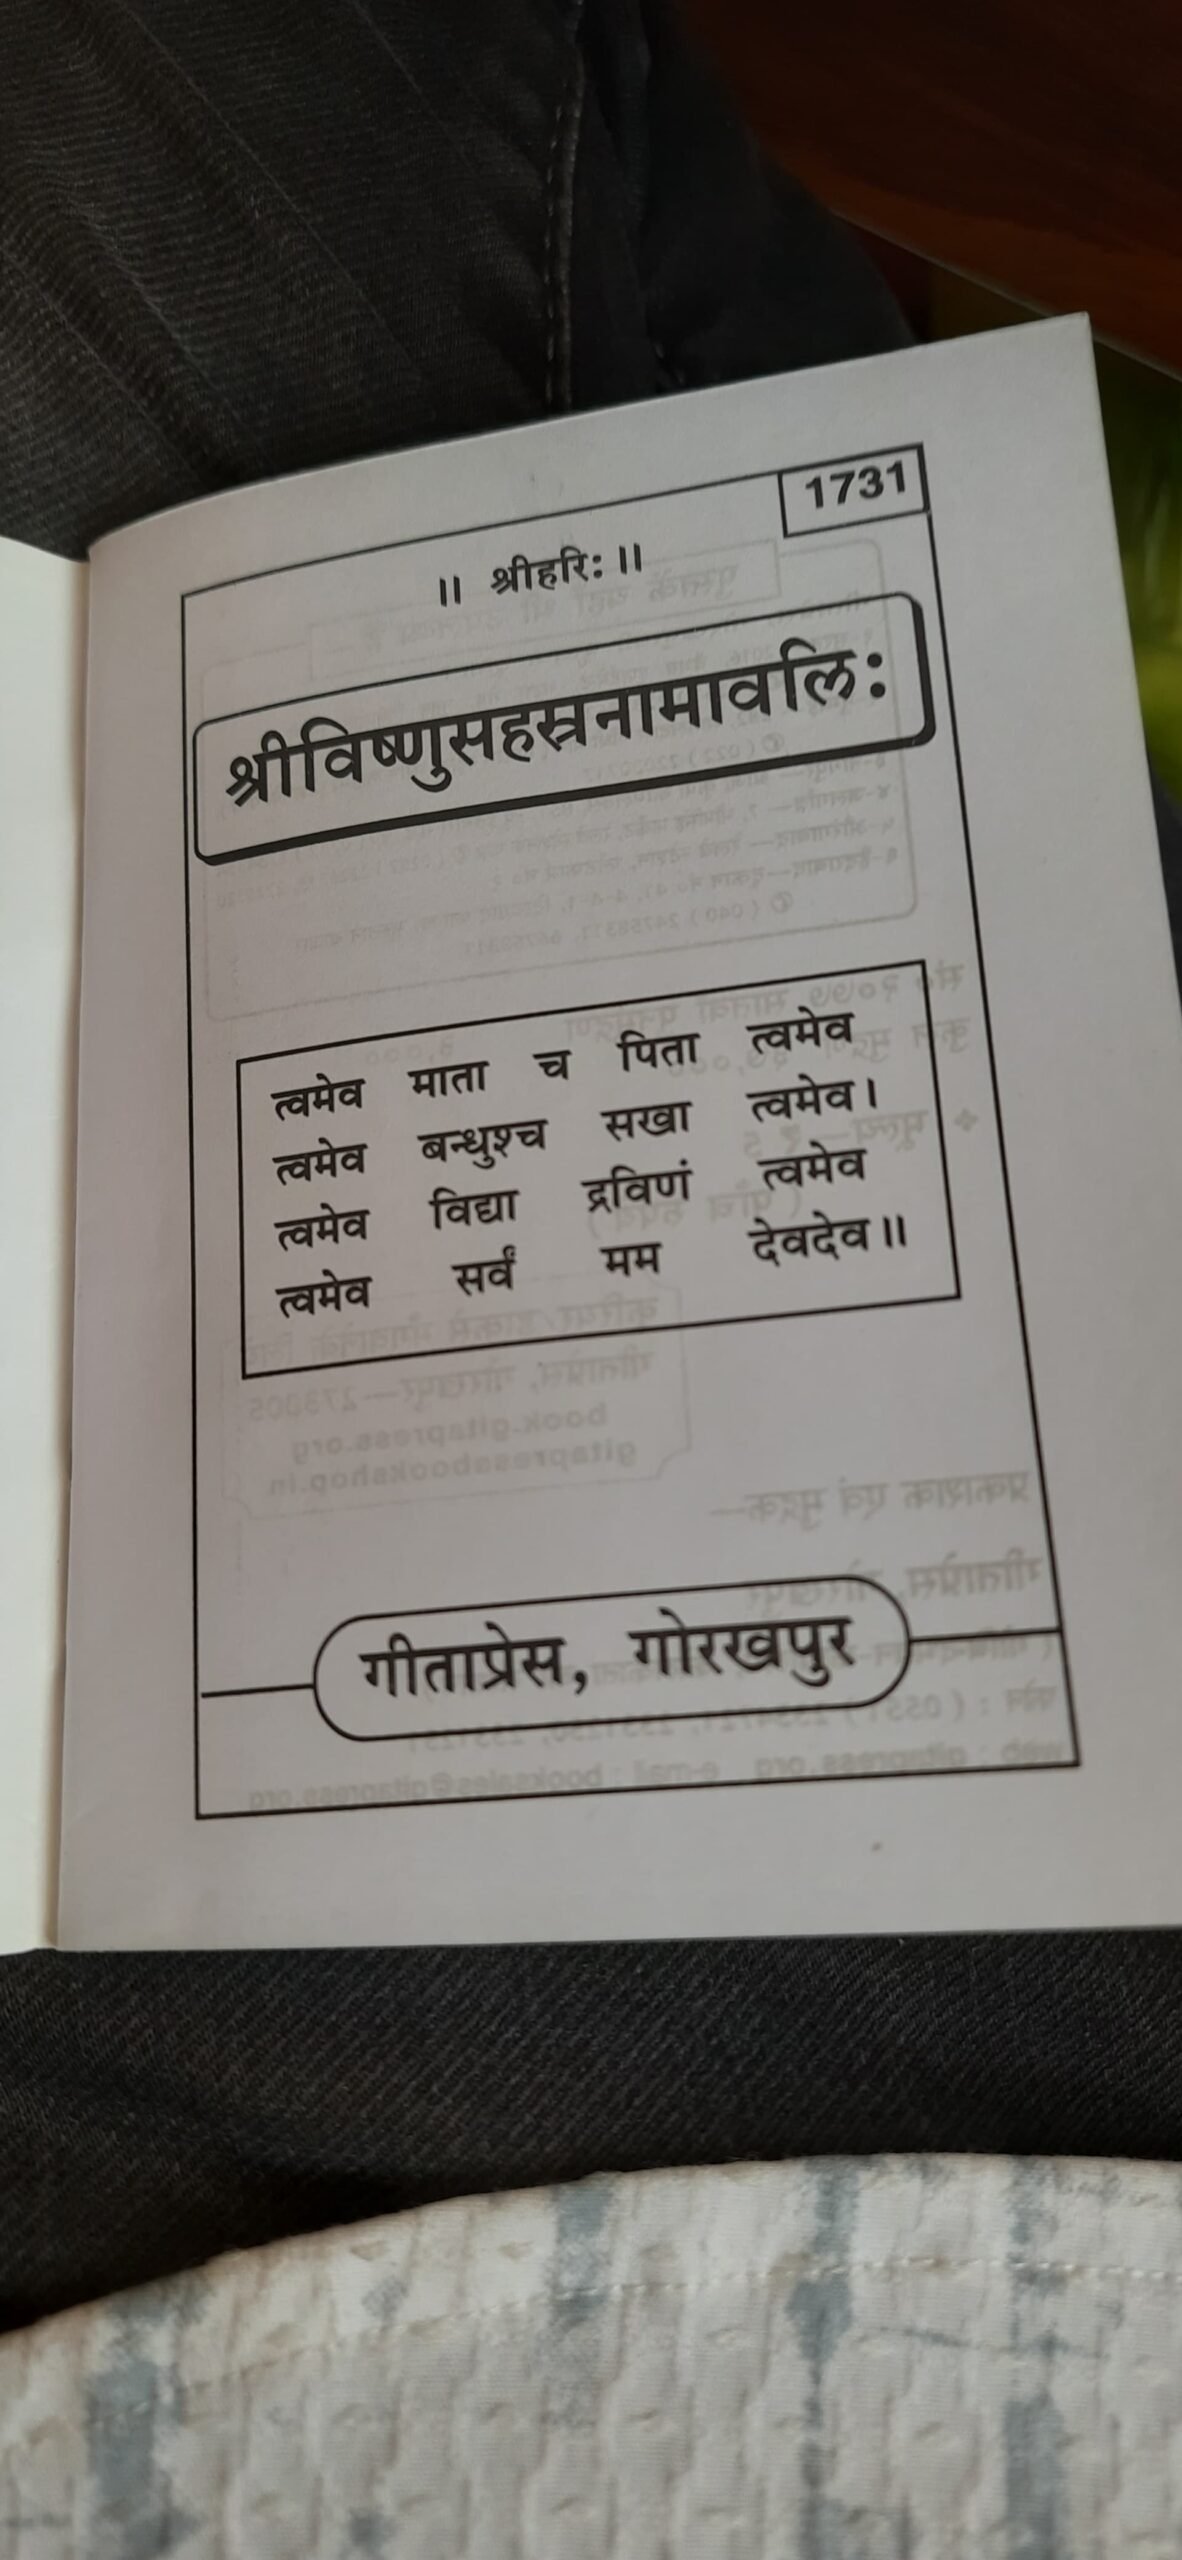 1731
॥ श्रीहरिः ॥
श्रीविष्णुसहस्रनामावलिः
त्वमेव माता च पिता त्वमेव
त्वमेव बन्धुश्च सखा त्वमेव।
त्वमेव विद्या द्रविणं त्वमेव
त्वमेव सर्वं मम देवदेव॥
गीताप्रेस, गोरखपुर